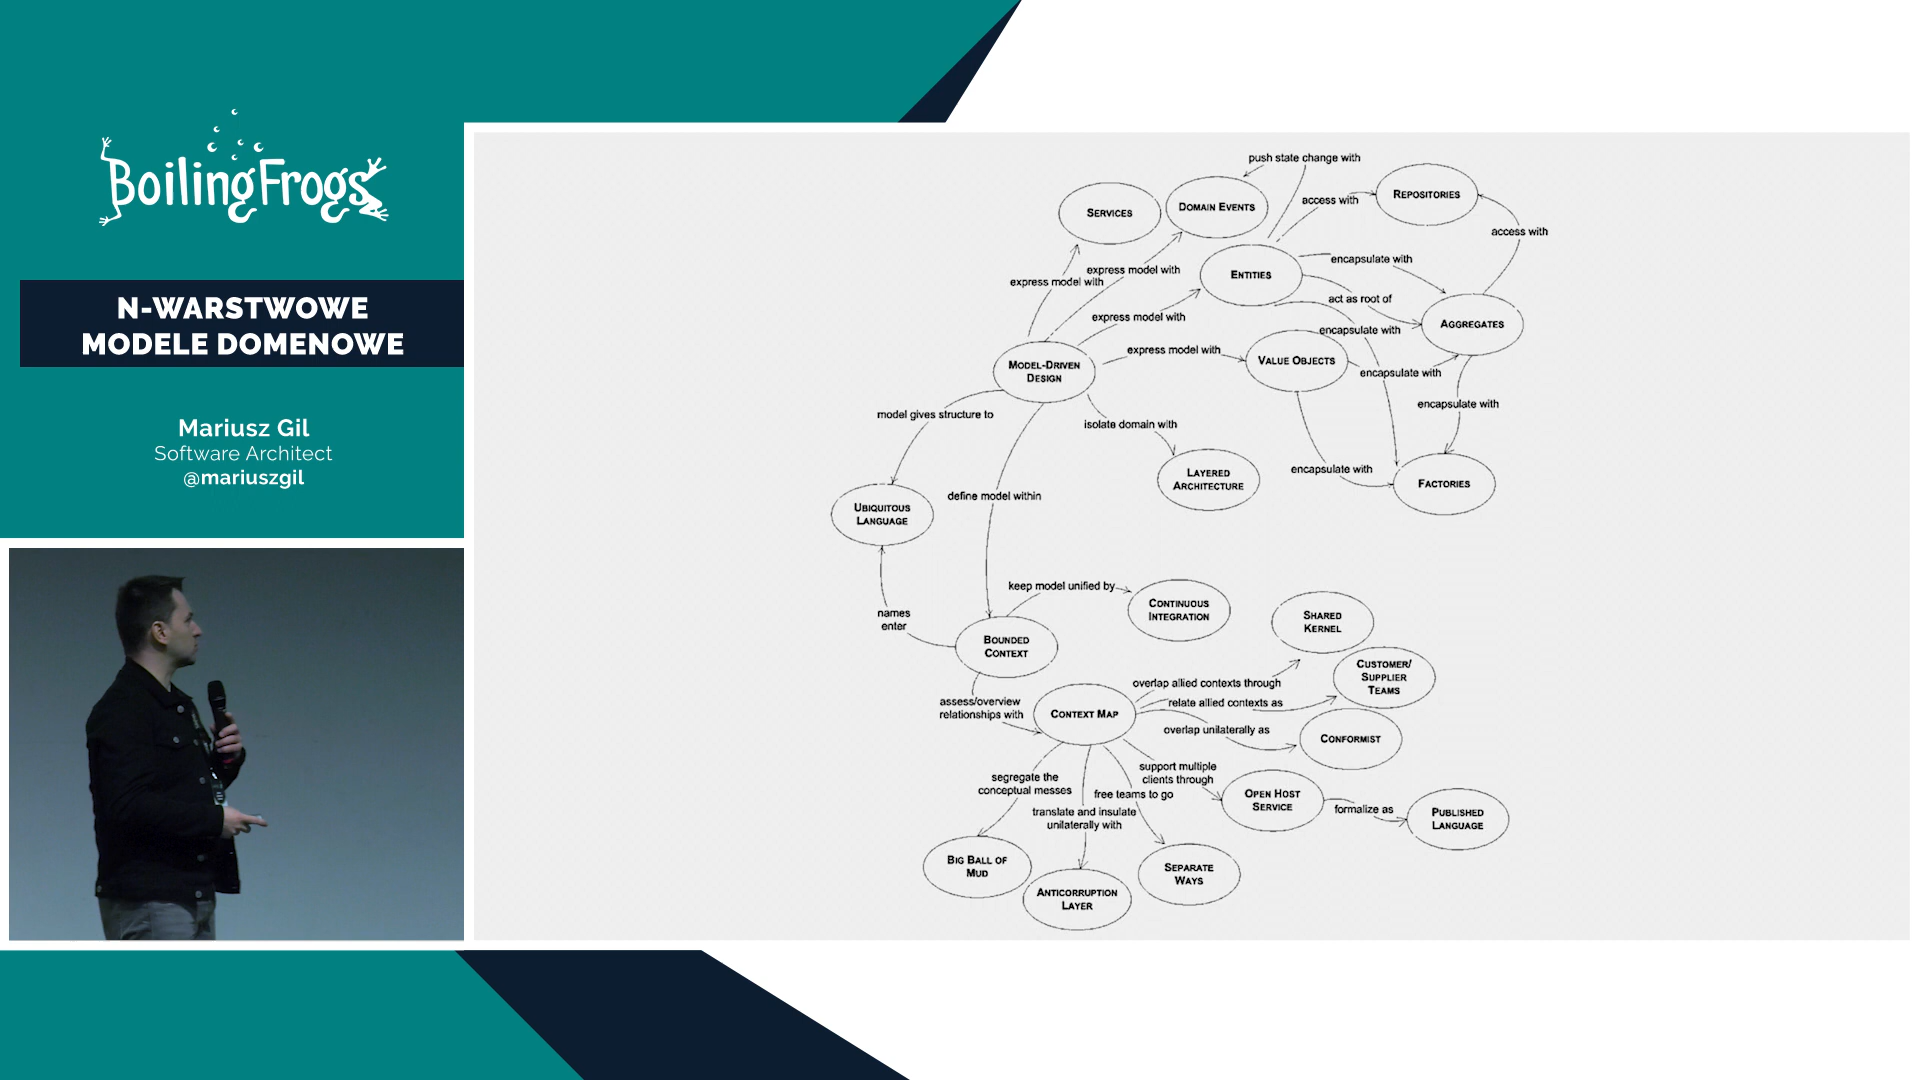 BoilingFrogs
N-WARSTWOWE
MODELE DOMENOWE
Mariusz Gil
Software Architect
@mariuszgil
push state change with
SERVICES
DOMAIN EVENTS
access with
REPOSITORIES
access with
express model with
express model with
ENTITIES
encapsulate with
act as root of
express model with
encapsulate with
AGGREGATES
MODEL-DRIVEN
DESIGN
express model with
VALUE OBJECTS
encapsulate with
encapsulate with
model gives structure to
isolate domain with
LAYERED
ARCHITECTURE
encapsulate with
FACTORIES
define model within
UBIQUITOUS
LANGUAGE
keep model unified by
CONTINUOUS
INTEGRATION
names
enter
BOUNDED
CONTEXT
SHARED
KERNEL
overlap allied contexts through
CUSTOMER/
SUPPLIER
TEAMS
assess/overview
relationships with
CONTEXT MAP
relate allied contexts as
overlap unilaterally as
CONFORMIST
segregate the
conceptual messes
support multiple
clients through
free teams to go
OPEN HOST
SERVICE
formalize as
PUBLISHED
LANGUAGE
translate and insulate
unilaterally with
BIG BALL OF
MUD
ANTICORRUPTION
LAYER
SEPARATE
WAYS